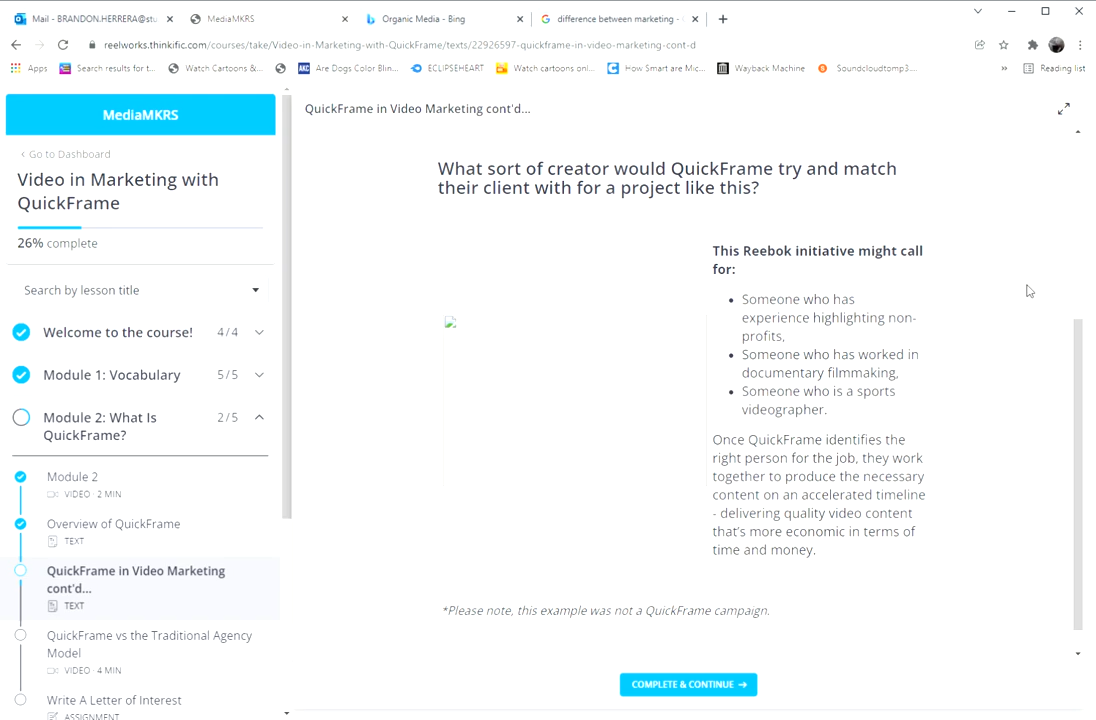 Mail - BRANDON.HERRERA@stu
MediaMKRS
Organic Media - Bing
difference between marketing -
reelworks.thinkific.com/courses/take/Video-in-Marketing-with-QuickFrame/texts/22926597-quickframe-in-video-marketing-cont-d
Apps
Search results for t...
Watch Cartoons &...
AKC
Are Dogs Color Blin...
ECLIPSEHEART
Watch cartoons onl...
How Smart are Mic...
Wayback Machine
Soundcloudtomp3....
»
Reading list
MediaMKRS
‹ Go to Dashboard
Video in Marketing with
QuickFrame
26% complete
Search by lesson title
Welcome to the course! 4 / 4
Module 1: Vocabulary 5 / 5
Module 2: What Is 2 / 5
QuickFrame?
Module 2
VIDEO · 2 MIN
Overview of QuickFrame
TEXT
QuickFrame in Video Marketing
cont'd...
TEXT
QuickFrame vs the Traditional Agency
Model
VIDEO · 4 MIN
Write A Letter of Interest
ASSIGNMENT
QuickFrame in Video Marketing cont'd...
What sort of creator would QuickFrame try and match
their client with for a project like this?
This Reebok initiative might call
for:
• Someone who has
experience highlighting non-
profits,
• Someone who has worked in
documentary filmmaking,
• Someone who is a sports
videographer.
Once QuickFrame identifies the
right person for the job, they work
together to produce the necessary
content on an accelerated timeline
- delivering quality video content
that's more economic in terms of
time and money.
*Please note, this example was not a QuickFrame campaign.
COMPLETE & CONTINUE →